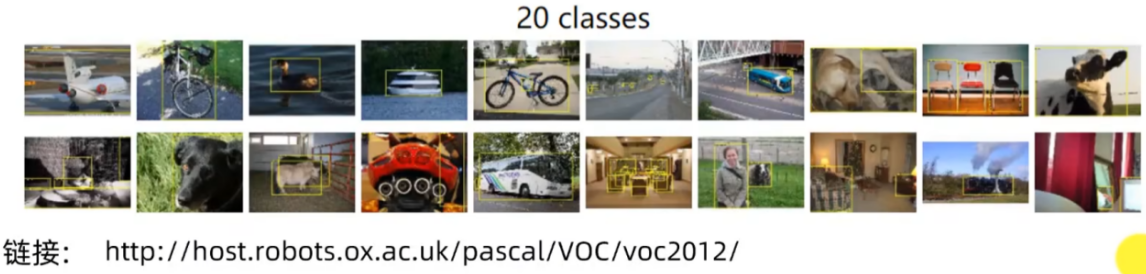 20 classes
链接： http://host.robots.ox.ac.uk/pascal/VOC/voc2012/